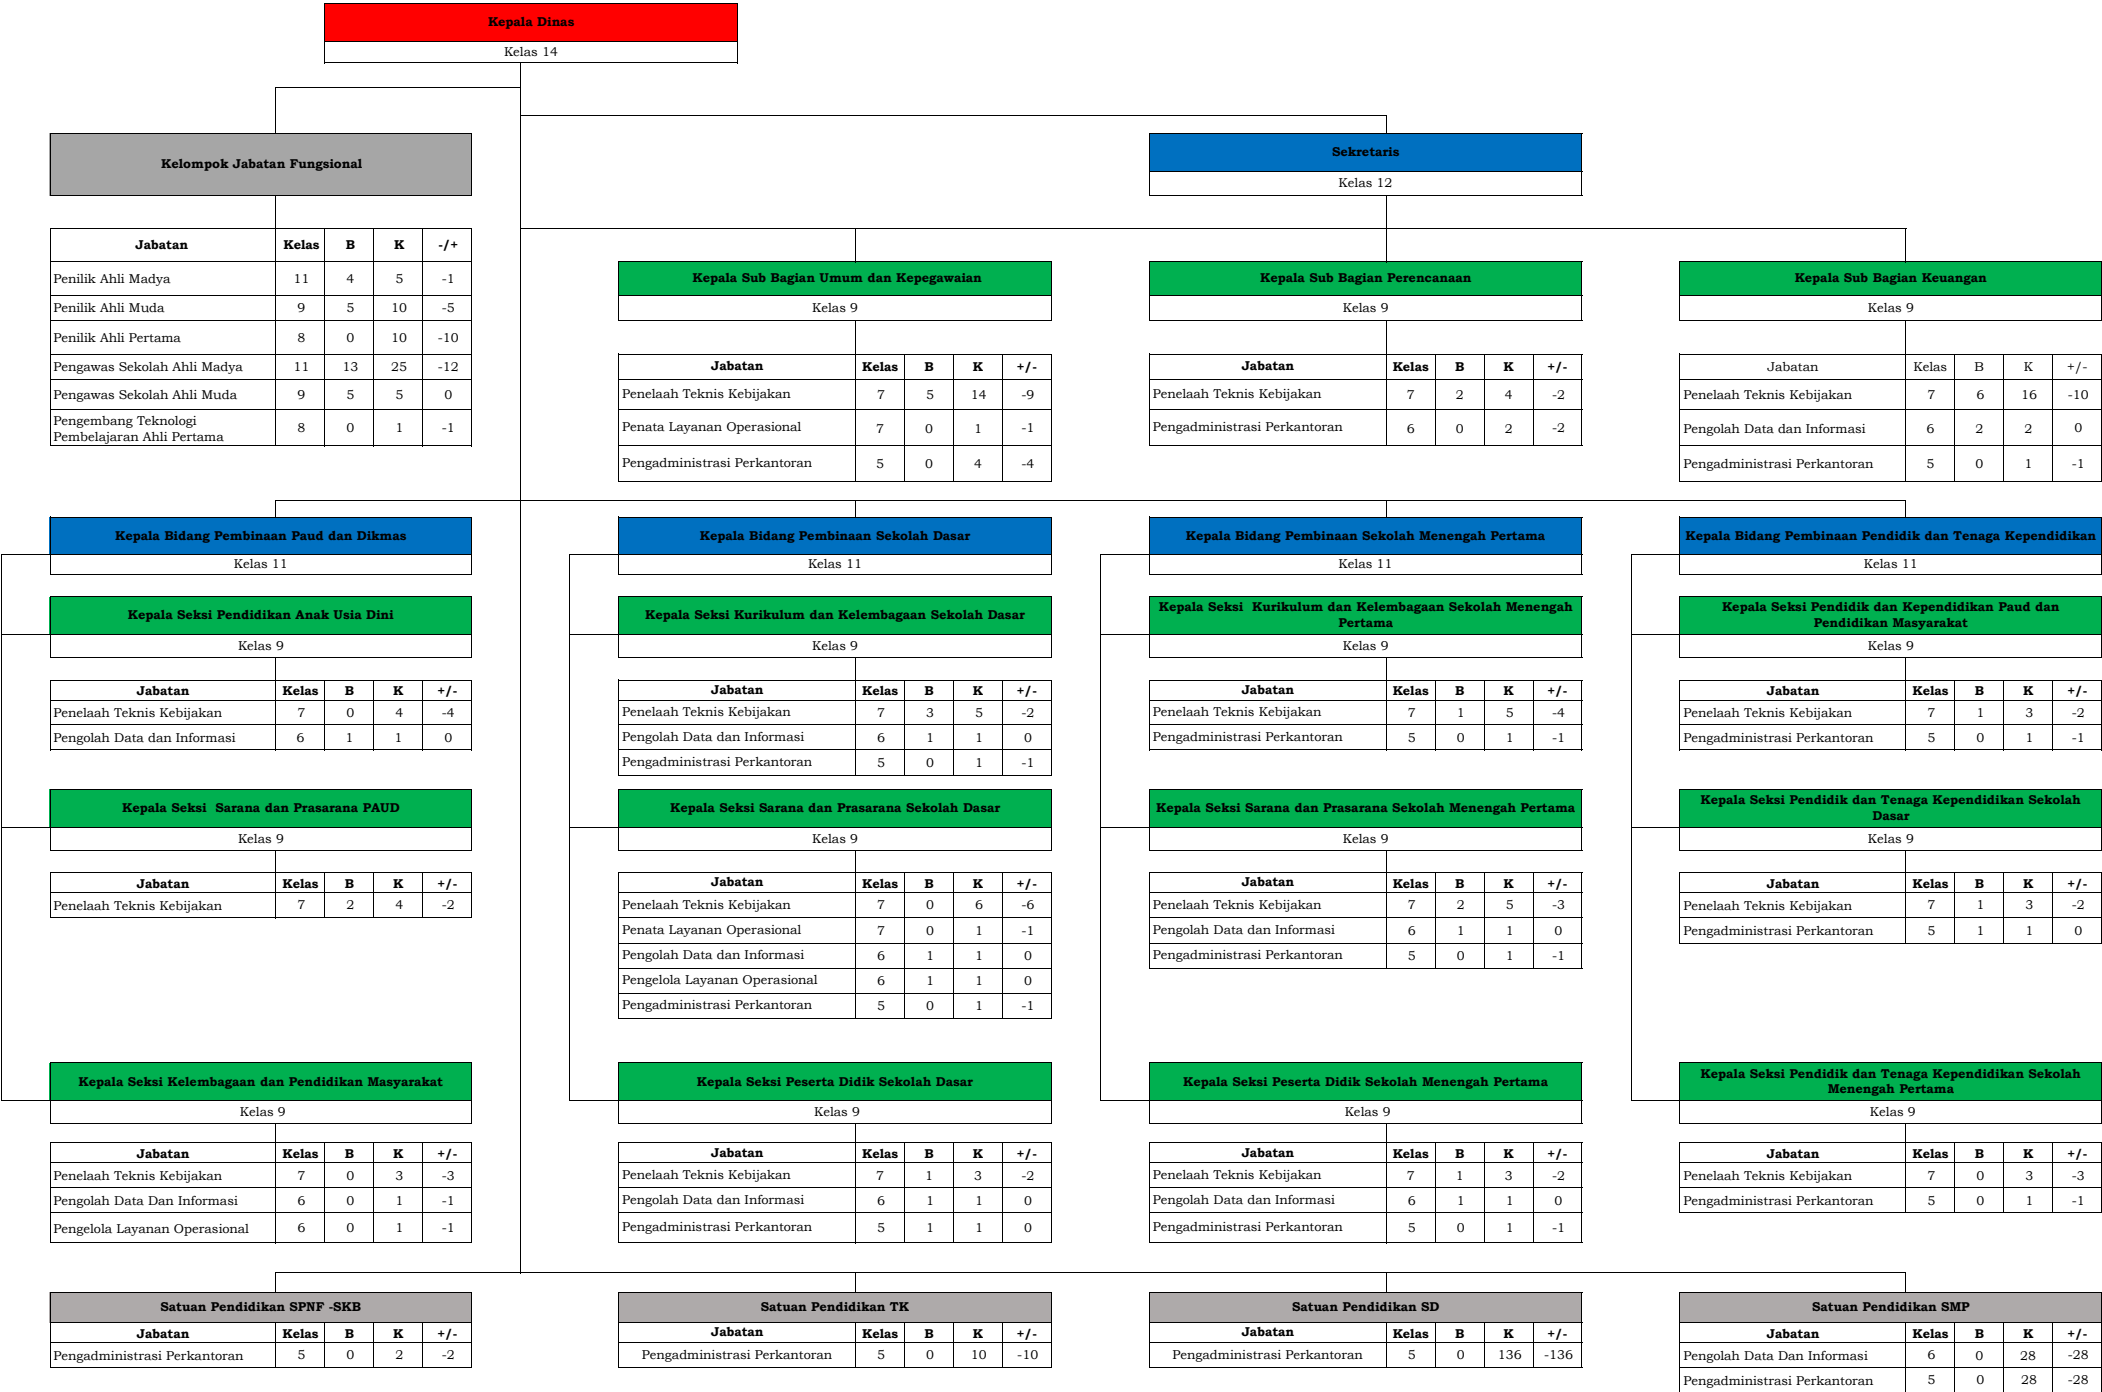 Kepala Dinas
Kelas 14
Kelompok Jabatan Fungsional
Sekretaris
Kelas 12
Jabatan Kelas B K -/+
Penilik Ahli Madya 11 4 5 -1
Penilik Ahli Muda 9 5 10 -5
Penilik Ahli Pertama 8 0 10 -10
Pengawas Sekolah Ahli Madya 11 13 25 -12
Pengawas Sekolah Ahli Muda 9 5 5 0
Pengembang Teknologi
Pembelajaran Ahli Pertama 8 0 1 -1
Kepala Sub Bagian Umum dan Kepegawaian
Kelas 9
Jabatan Kelas B K +/-
Penelaah Teknis Kebijakan 7 5 14 -9
Penata Layanan Operasional 7 0 1 -1
Pengadministrasi Perkantoran 5 0 4 -4
Kepala Sub Bagian Perencanaan
Kelas 9
Jabatan Kelas B K +/-
Penelaah Teknis Kebijakan 7 2 4 -2
Pengadministrasi Perkantoran 6 0 2 -2
Kepala Sub Bagian Keuangan
Kelas 9
Jabatan Kelas B K +/-
Penelaah Teknis Kebijakan 7 6 16 -10
Pengolah Data dan Informasi 6 2 2 0
Pengadministrasi Perkantoran 5 0 1 -1
Kepala Bidang Pembinaan Paud dan Dikmas
Kelas 11
Kepala Seksi Pendidikan Anak Usia Dini
Kelas 9
Jabatan Kelas B K +/-
Penelaah Teknis Kebijakan 7 0 4 -4
Pengolah Data dan Informasi 6 1 1 0
Kepala Seksi  Sarana dan Prasarana PAUD
Kelas 9
Jabatan Kelas B K +/-
Penelaah Teknis Kebijakan 7 2 4 -2
Kepala Seksi Kelembagaan dan Pendidikan Masyarakat
Kelas 9
Jabatan Kelas B K +/-
Penelaah Teknis Kebijakan 7 0 3 -3
Pengolah Data Dan Informasi 6 0 1 -1
Pengelola Layanan Operasional 6 0 1 -1
Kepala Bidang Pembinaan Sekolah Dasar
Kelas 11
Kepala Seksi Kurikulum dan Kelembagaan Sekolah Dasar
Kelas 9
Jabatan Kelas B K +/-
Penelaah Teknis Kebijakan 7 3 5 -2
Pengolah Data dan Informasi 6 1 1 0
Pengadministrasi Perkantoran 5 0 1 -1
Kepala Seksi Sarana dan Prasarana Sekolah Dasar
Kelas 9
Jabatan Kelas B K +/-
Penelaah Teknis Kebijakan 7 0 6 -6
Penata Layanan Operasional 7 0 1 -1
Pengolah Data dan Informasi 6 1 1 0
Pengelola Layanan Operasional 6 1 1 0
Pengadministrasi Perkantoran 5 0 1 -1
Kepala Seksi Peserta Didik Sekolah Dasar
Kelas 9
Jabatan Kelas B K +/-
Penelaah Teknis Kebijakan 7 1 3 -2
Pengolah Data dan Informasi 6 1 1 0
Pengadministrasi Perkantoran 5 1 1 0
Kepala Bidang Pembinaan Sekolah Menengah Pertama
Kelas 11
Kepala Seksi  Kurikulum dan Kelembagaan Sekolah Menengah
Pertama
Kelas 9
Jabatan Kelas B K +/-
Penelaah Teknis Kebijakan 7 1 5 -4
Pengadministrasi Perkantoran 5 0 1 -1
Kepala Seksi Sarana dan Prasarana Sekolah Menengah Pertama
Kelas 9
Jabatan Kelas B K +/-
Penelaah Teknis Kebijakan 7 2 5 -3
Pengolah Data dan Informasi 6 1 1 0
Pengadministrasi Perkantoran 5 0 1 -1
Kepala Seksi Peserta Didik Sekolah Menengah Pertama
Kelas 9
Jabatan Kelas B K +/-
Penelaah Teknis Kebijakan 7 1 3 -2
Pengolah Data dan Informasi 6 1 1 0
Pengadministrasi Perkantoran 5 0 1 -1
Kepala Bidang Pembinaan Pendidik dan Tenaga Kependidikan
Kelas 11
Kepala Seksi Pendidik dan Kependidikan Paud dan
Pendidikan Masyarakat
Kelas 9
Jabatan Kelas B K +/-
Penelaah Teknis Kebijakan 7 1 3 -2
Pengadministrasi Perkantoran 5 0 1 -1
Kepala Seksi Pendidik dan Tenaga Kependidikan Sekolah
Dasar
Kelas 9
Jabatan Kelas B K +/-
Penelaah Teknis Kebijakan 7 1 3 -2
Pengadministrasi Perkantoran 5 1 1 0
Kepala Seksi Pendidik dan Tenaga Kependidikan Sekolah
Menengah Pertama
Kelas 9
Jabatan Kelas B K +/-
Penelaah Teknis Kebijakan 7 0 3 -3
Pengadministrasi Perkantoran 5 0 1 -1
Satuan Pendidikan SPNF -SKB
Jabatan Kelas B K +/-
Pengadministrasi Perkantoran 5 0 2 -2
Satuan Pendidikan TK
Jabatan Kelas B K +/-
Pengadministrasi Perkantoran 5 0 10 -10
Satuan Pendidikan SD
Jabatan Kelas B K +/-
Pengadministrasi Perkantoran 5 0 136 -136
Satuan Pendidikan SMP
Jabatan Kelas B K +/-
Pengolah Data Dan Informasi 6 0 28 -28
Pengadministrasi Perkantoran 5 0 28 -28